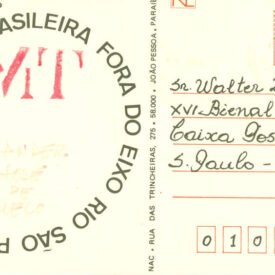 ASILEIRA FORA DO EIXO RIO SÃO P
MT
NAC - RUA DAS TRINCHEIRAS, 275 - 58.000 - JOÃO PESSOA, PARAÍ
Sr. Walter
XVI-Bienal
Caixa Pos
S. Paulo -
0 1 0